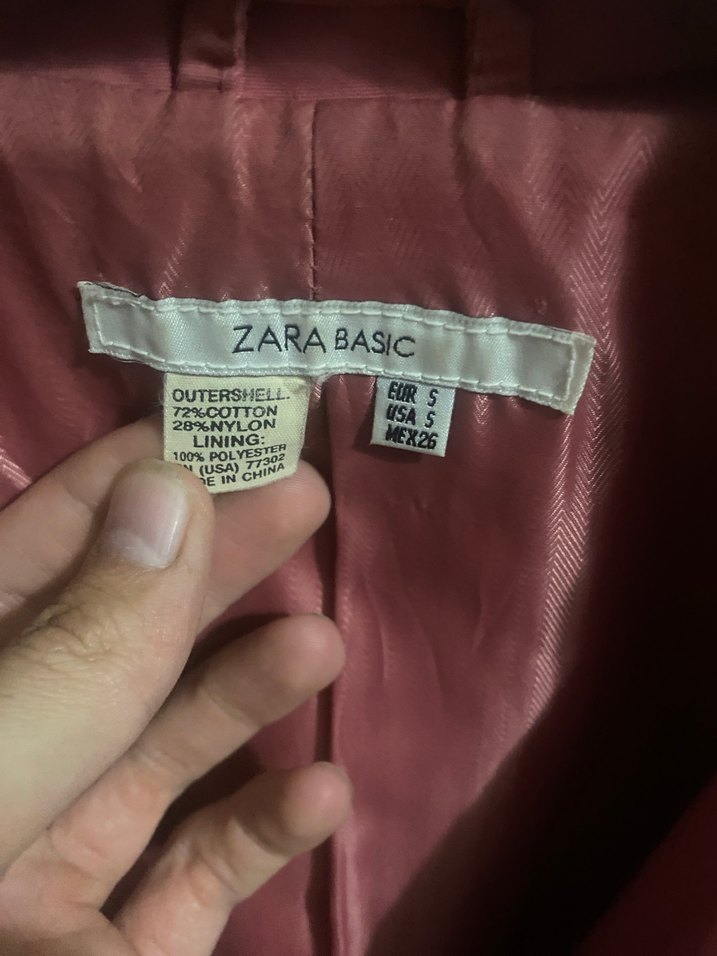 ZARA BASIC
OUTERSHELL.
72%COTTON
28%NYLON
LINING:
100% POLYESTER
(USA) 77302
IN CHINA
EUR S
USA S
MEX26